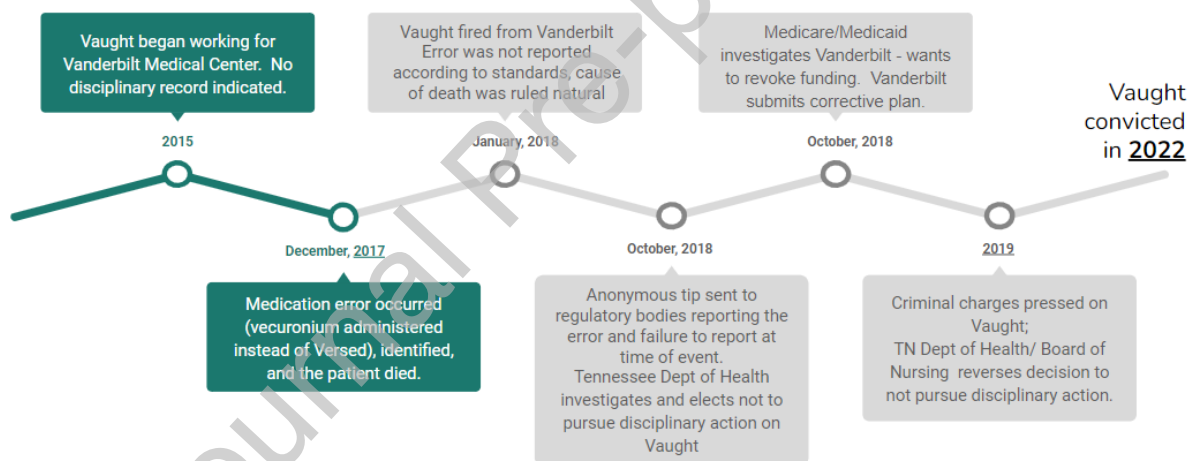 Vaught began working for
Vanderbilt Medical Center. No
disciplinary record indicated.
2015
December, 2017
Medication error occurred
(vecuronium administered
instead of Versed), identified,
and the patient died.
Vaught fired from Vanderbilt
Error was not reported
according to standards, cause
of death was ruled natural
January, 2018
October, 2018
Anonymous tip sent to
regulatory bodies reporting the
error and failure to report at
time of event.
Tennessee Dept of Health
investigates and elects not to
pursue disciplinary action on
Vaught
Medicare/Medicaid
investigates Vanderbilt - wants
to revoke funding. Vanderbilt
submits corrective plan.
October, 2018
2019
Criminal charges pressed on
Vaught;
TN Dept of Health/ Board of
Nursing reverses decision to
not pursue disciplinary action.
Vaught
convicted
in 2022
urnal Pre-p